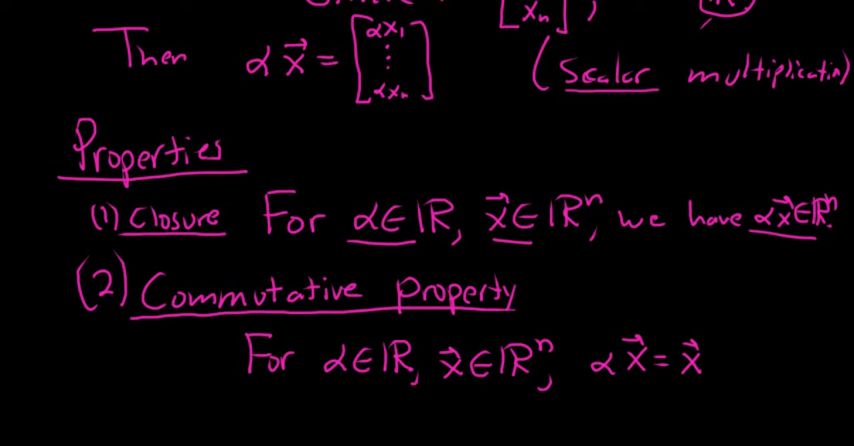 [xₙ],
Then α x⃗ = [αx₁ ⋮ αxₙ] (Scalar multiplication)
Properties
(1) Closure For α∈ℝ, x⃗∈ℝⁿ, we have αx⃗∈ℝⁿ.
(2) Commutative property
For α∈ℝ, x⃗∈ℝⁿ, α x⃗ = x⃗